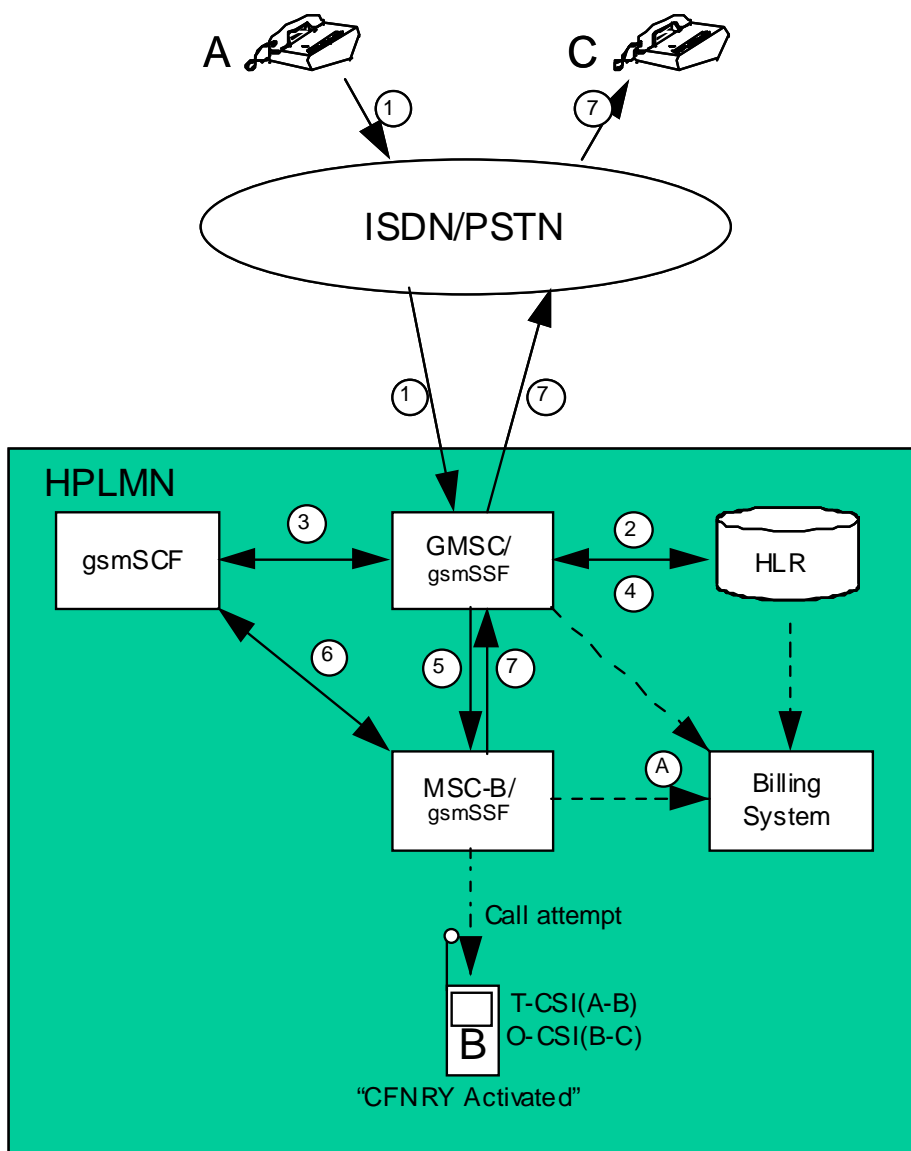 A
C
1
7
ISDN/PSTN
1
7
HPLMN
gsmSCF
3
GMSC/
gsmSSF
2
4
HLR
6
5
7
MSC-B/
gsmSSF
A
Billing
System
Call attempt
B
T-CSI(A-B)
O-CSI(B-C)
“CFNRY Activated”